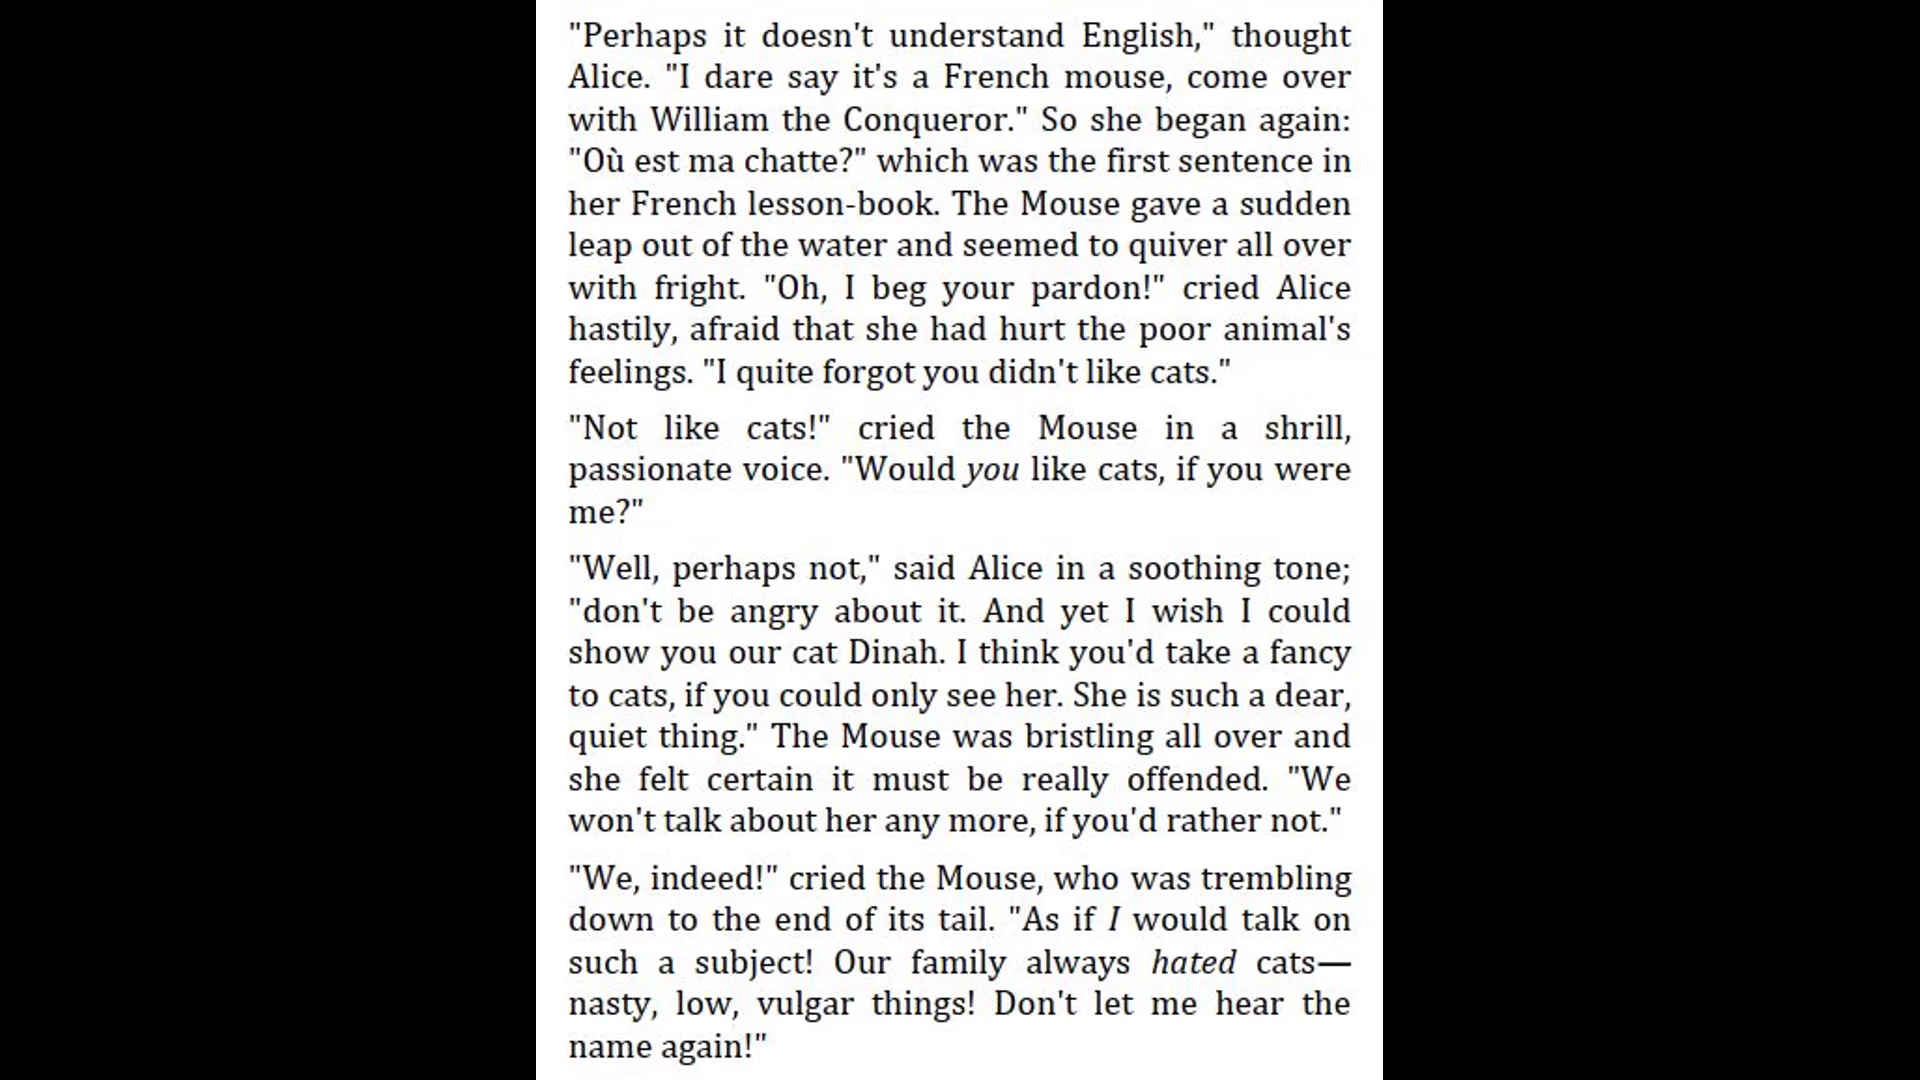 "Perhaps it doesn't understand English," thought
Alice. "I dare say it's a French mouse, come over
with William the Conqueror." So she began again:
"Où est ma chatte?" which was the first sentence in
her French lesson-book. The Mouse gave a sudden
leap out of the water and seemed to quiver all over
with fright. "Oh, I beg your pardon!" cried Alice
hastily, afraid that she had hurt the poor animal's
feelings. "I quite forgot you didn't like cats."
"Not like cats!" cried the Mouse in a shrill,
passionate voice. "Would you like cats, if you were
me?"
"Well, perhaps not," said Alice in a soothing tone;
"don't be angry about it. And yet I wish I could
show you our cat Dinah. I think you'd take a fancy
to cats, if you could only see her. She is such a dear,
quiet thing." The Mouse was bristling all over and
she felt certain it must be really offended. "We
won't talk about her any more, if you'd rather not."
"We, indeed!" cried the Mouse, who was trembling
down to the end of its tail. "As if I would talk on
such a subject! Our family always hated cats—
nasty, low, vulgar things! Don't let me hear the
name again!"